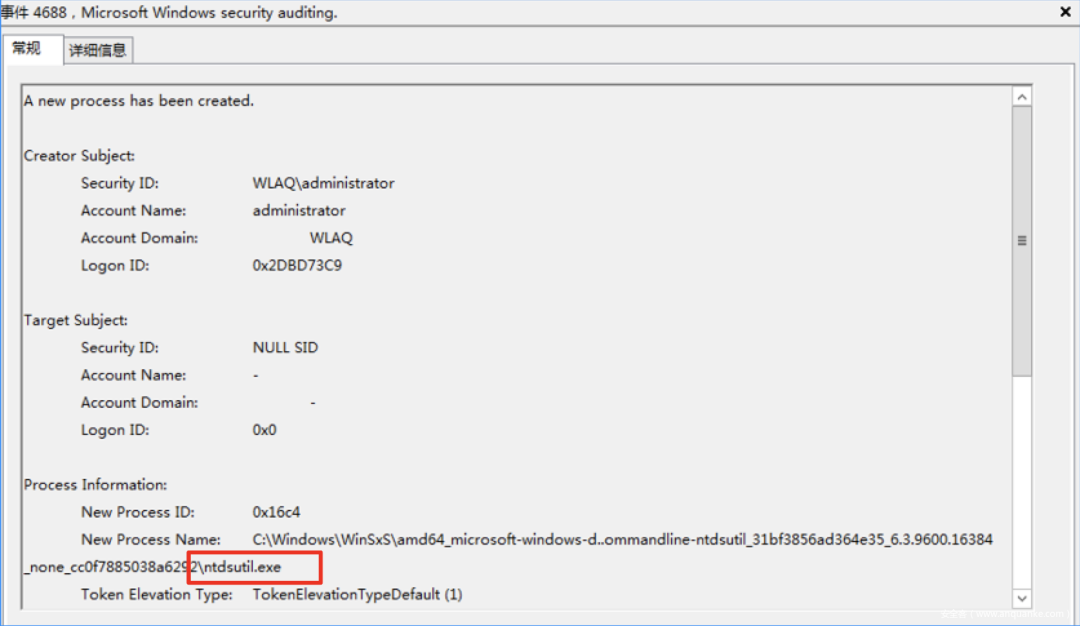 事件 4688，Microsoft Windows security auditing.
常规 详细信息
A new process has been created.
Creator Subject:
Security ID: WLAQ\administrator
Account Name: administrator
Account Domain: WLAQ
Logon ID: 0x2DBD73C9
Target Subject:
Security ID: NULL SID
Account Name: -
Account Domain: -
Logon ID: 0x0
Process Information:
New Process ID: 0x16c4
New Process Name: C:\Windows\WinSxS\amd64_microsoft-windows-d..ommandline-ntdsutil_31bf3856ad364e35_6.3.9600.16384
_none_cc0f7885038a6292\ntdsutil.exe
Token Elevation Type: TokenElevationTypeDefault (1)